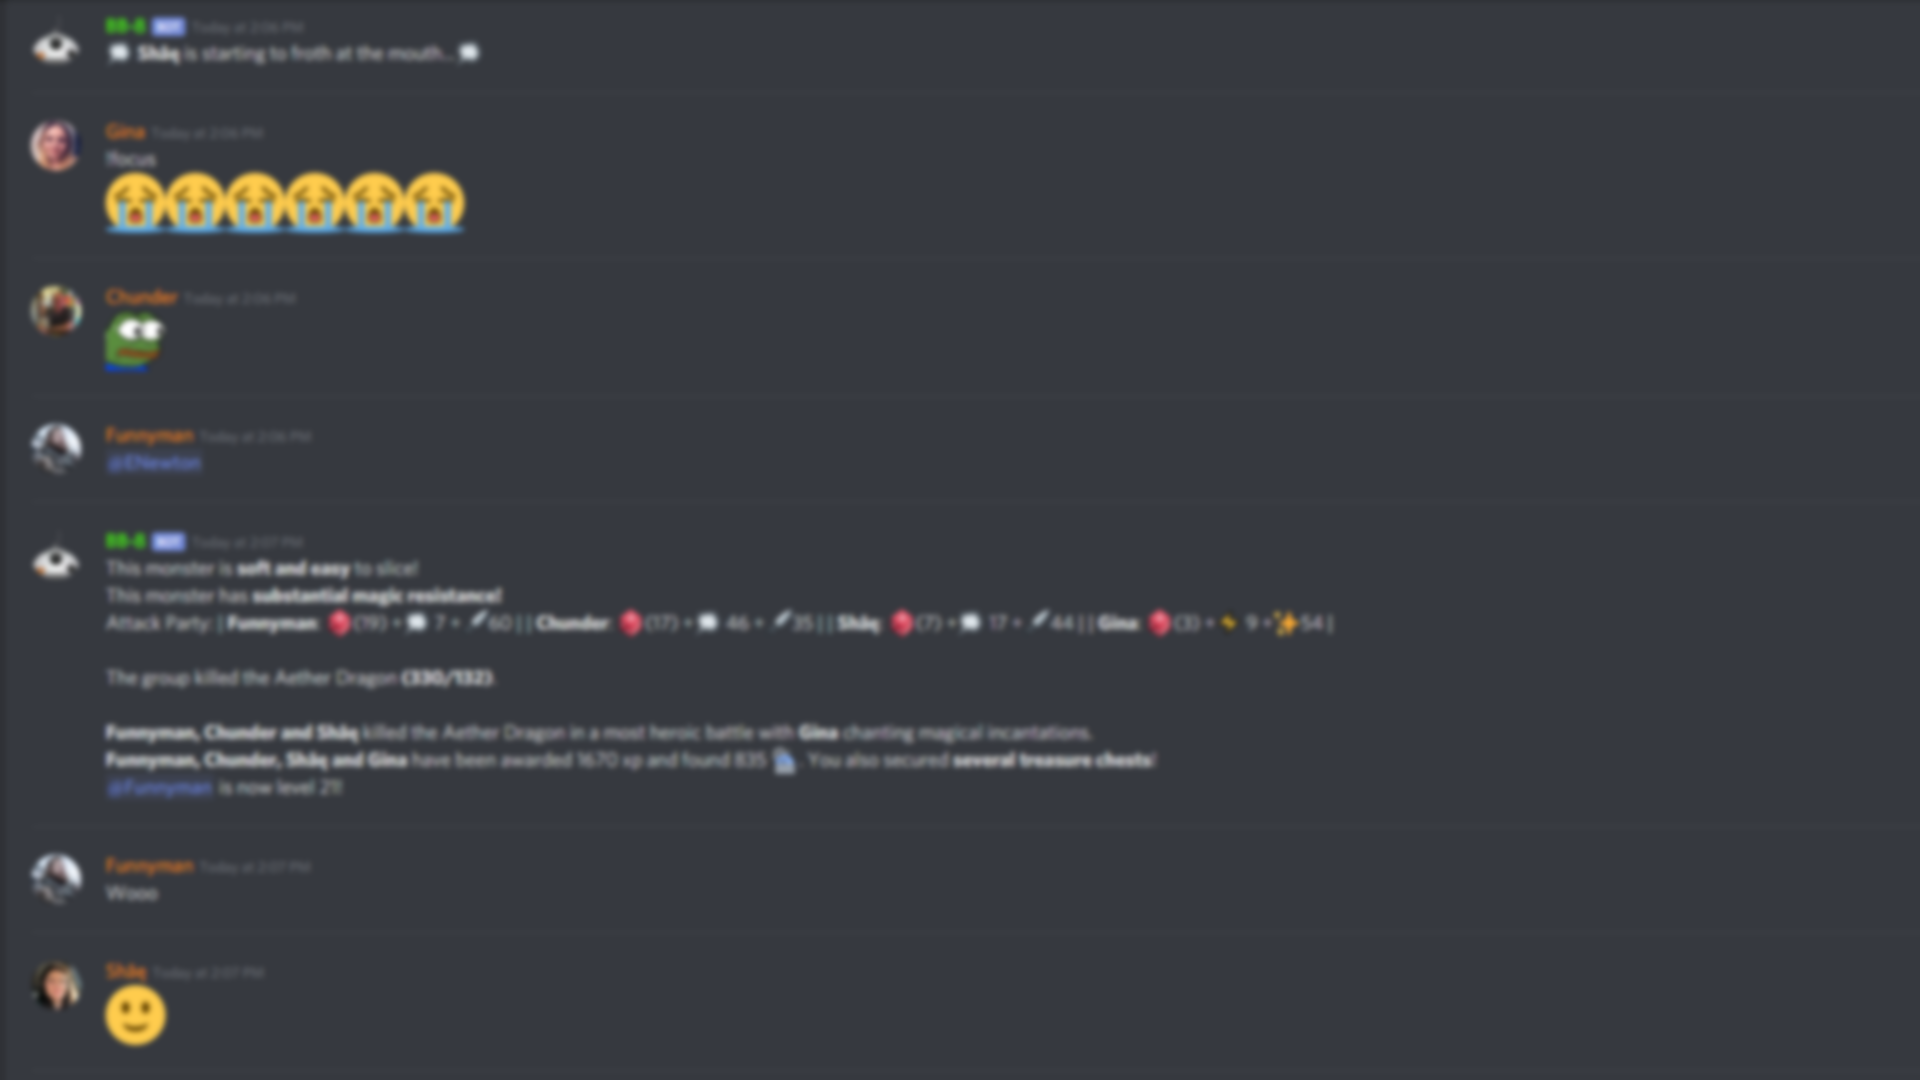 BB-8 BOT Today at 2:06 PM
Shâq is starting to froth at the mouth...
Gina Today at 2:06 PM
!focus
Chunder Today at 2:06 PM
Funnyman Today at 2:06 PM
@ENewton
BB-8 BOT Today at 2:07 PM
This monster is soft and easy to slice!
This monster has substantial magic resistance!
Attack Party: | Funnyman: (19) + 7 + 60 | | Chunder: (17) + 46 + 35 | | Shâq: (7) + 17 + 44 | | Gina: (3) + 9 + 54 |
The group killed the Aether Dragon (330/132).
Funnyman, Chunder and Shâq killed the Aether Dragon in a most heroic battle with Gina chanting magical incantations.
Funnyman, Chunder, Shâq and Gina have been awarded 1670 xp and found 835 . You also secured several treasure chests!
@Funnyman is now level
Funnyman Today at 2:07 PM
Wooo
Shâq Today at 2:07 PM